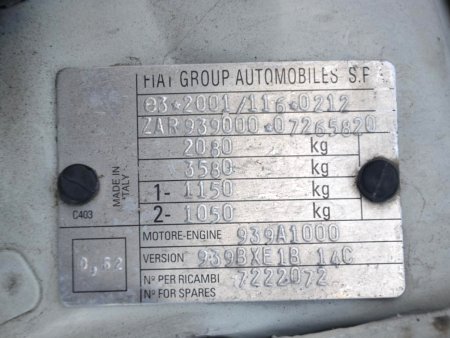 FIAT GROUP AUTOMOBILES S.P
e3*2001/116*0212
ZAR939000*07265820
2080 kg
3580 kg
1- 1150 kg
2- 1050 kg
MADE IN ITALY
C403
MOTORE-ENGINE 939A1000
VERSION 939BXE1B 14C
0,62
Nº PER RICAMBI 7222072
Nº FOR SPARES